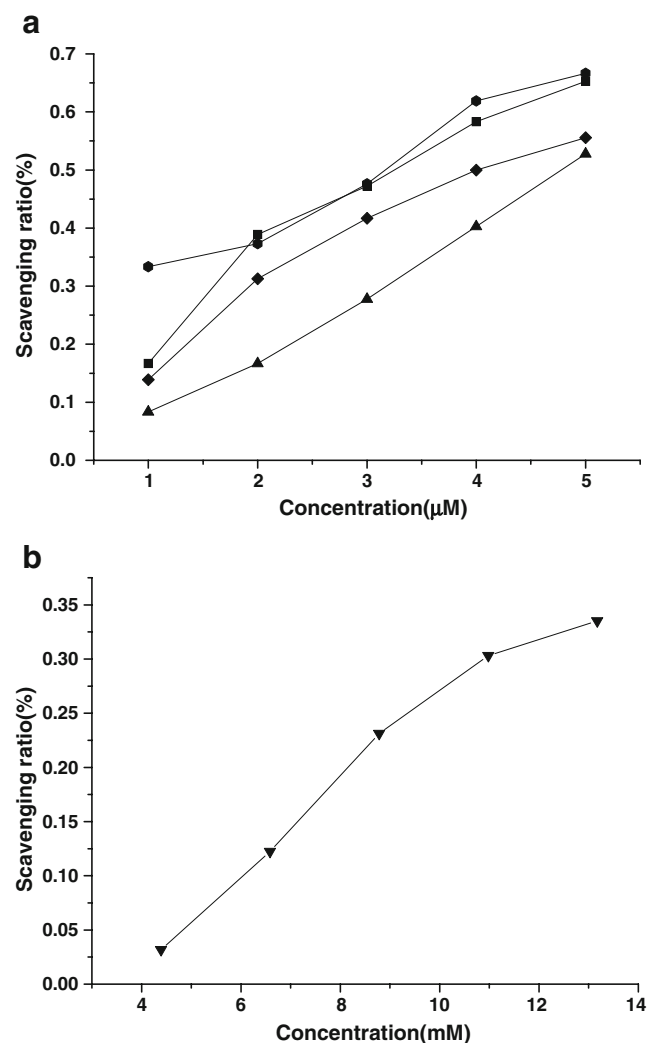 a
0.7
0.6
0.5
0.4
0.3
0.2
0.1
0.0
Scavenging ratio(%)
1 2 3 4 5
Concentration(μM)
b
0.35
0.30
0.25
0.20
0.15
0.10
0.05
0.00
Scavenging ratio(%)
4 6 8 10 12 14
Concentration(mM)